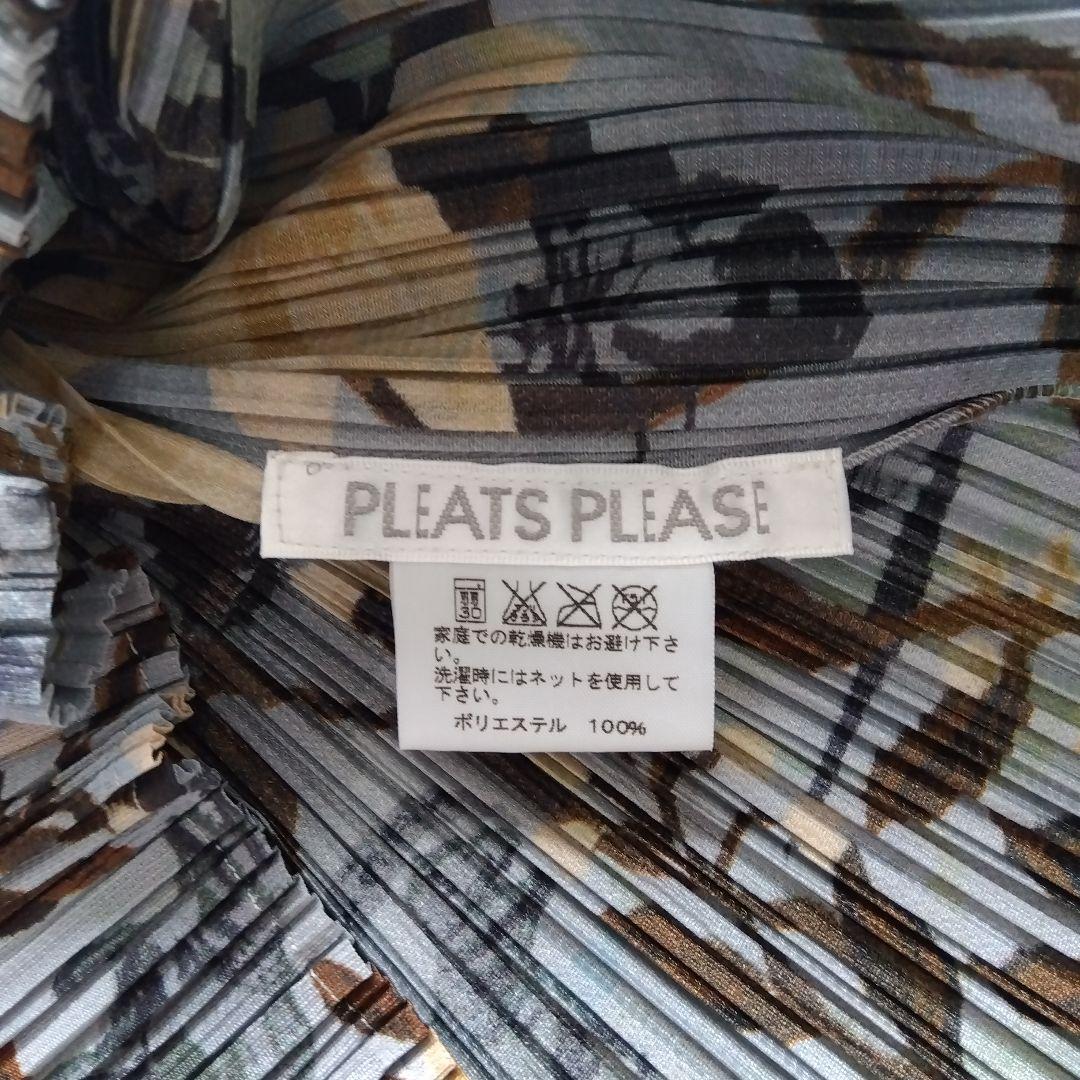 PLEATS PLEASE
30
家庭での乾燥機はお避け下さ
い。
洗濯時にはネットを使用して
下さい。
ポリエステル 100%